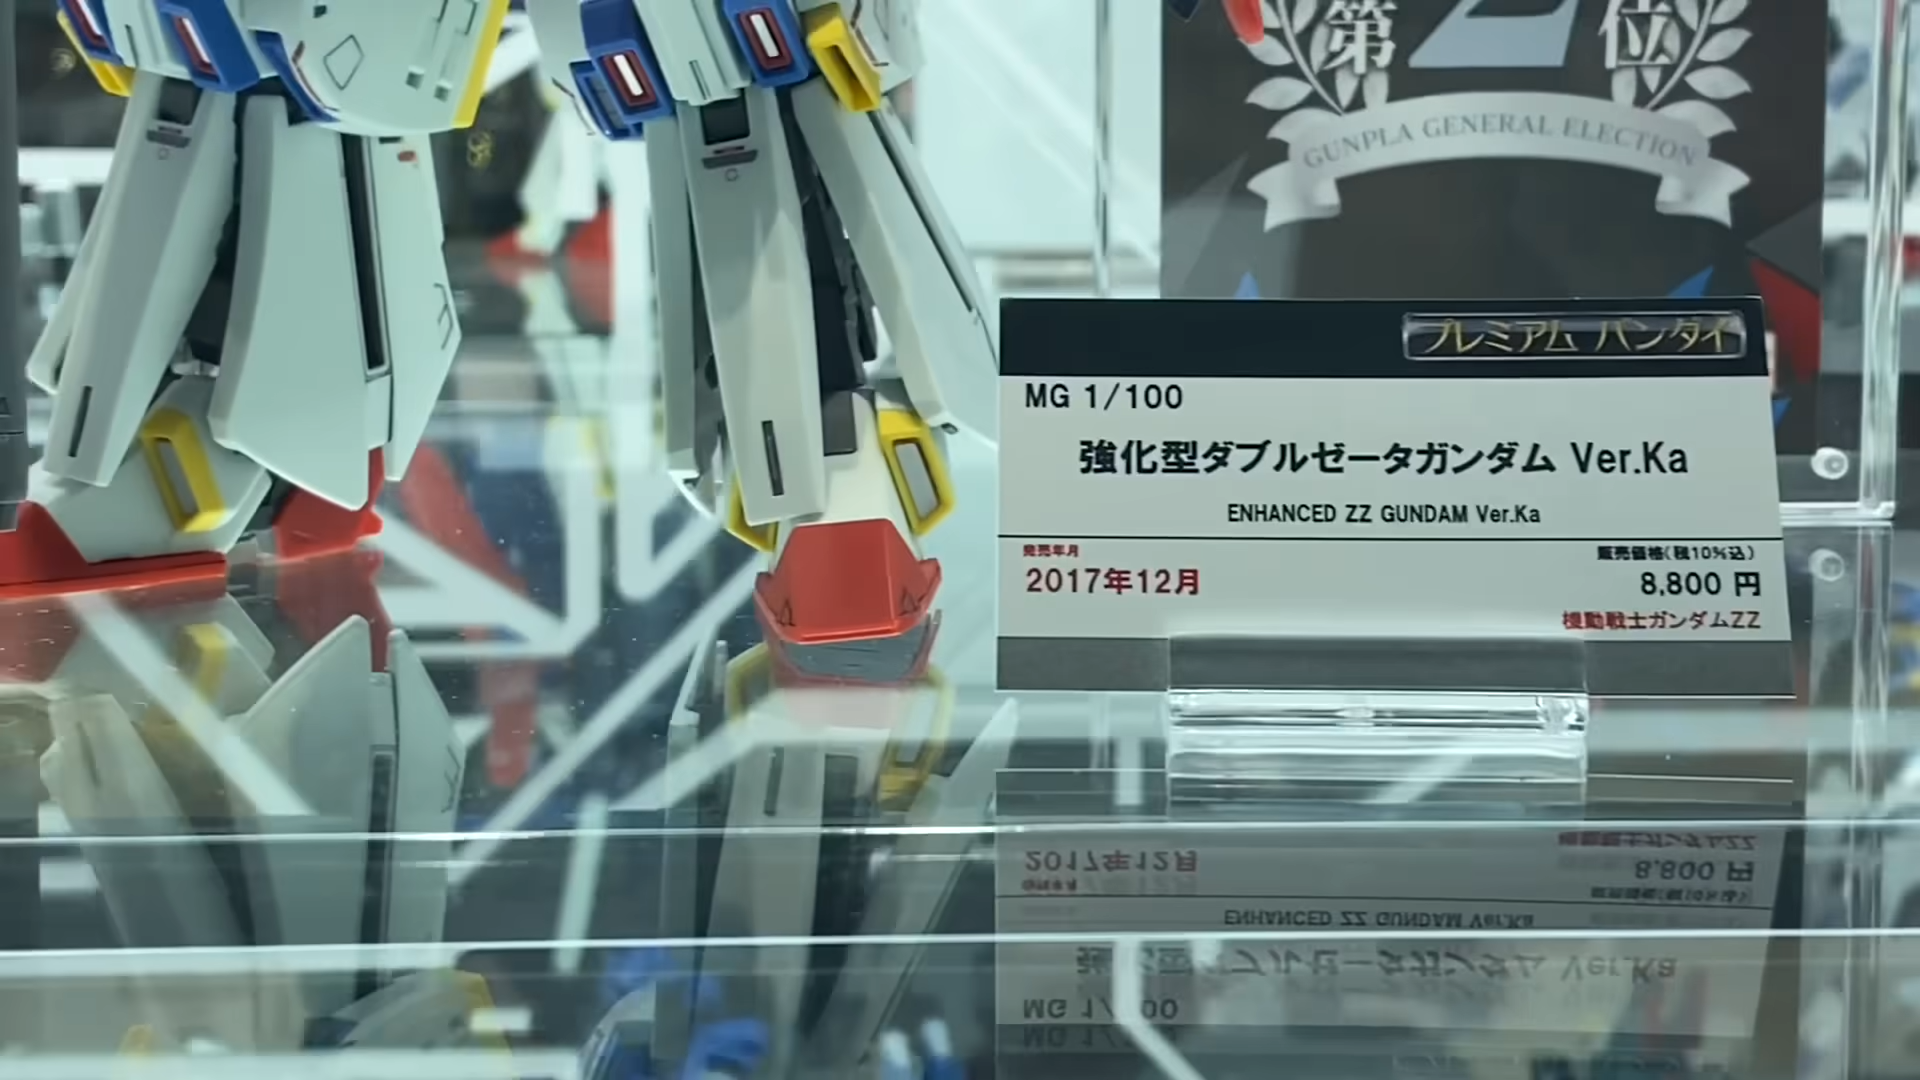 第2位
GUNPLA GENERAL ELECTION
プレミアム バンダイ
MG 1/100
強化型ダブルゼータガンダム Ver.Ka
ENHANCED ZZ GUNDAM Ver.Ka
発売年月
販売価格(税10%込)
2017年12月
8,800 円
機動戦士ガンダムZZ